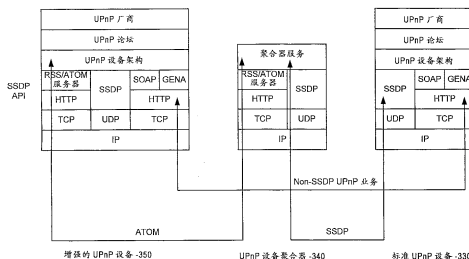 UPnP 厂商
UPnP 论坛
UPnP 设备架构
RSS/ATOM 服务器
SSDP
SOAP
GENA
HTTP
HTTP
TCP
UDP
TCP
IP
SSDP
APi
聚合器服务
RSS/ATOM 服务器
SSDP
HTTP
TCP
UDP
IP
UPnP 厂商
UPnP 论坛
UPnP 设备架构
SSDP
SOAP
GENA
HTTP
UDP
TCP
IP
Non-SSDP UPnP 业务
ATOM
SSDP
增强的 UPnP 设备 -350
UPnP 设备聚合器 -340
标准 UPnP 设备 -330